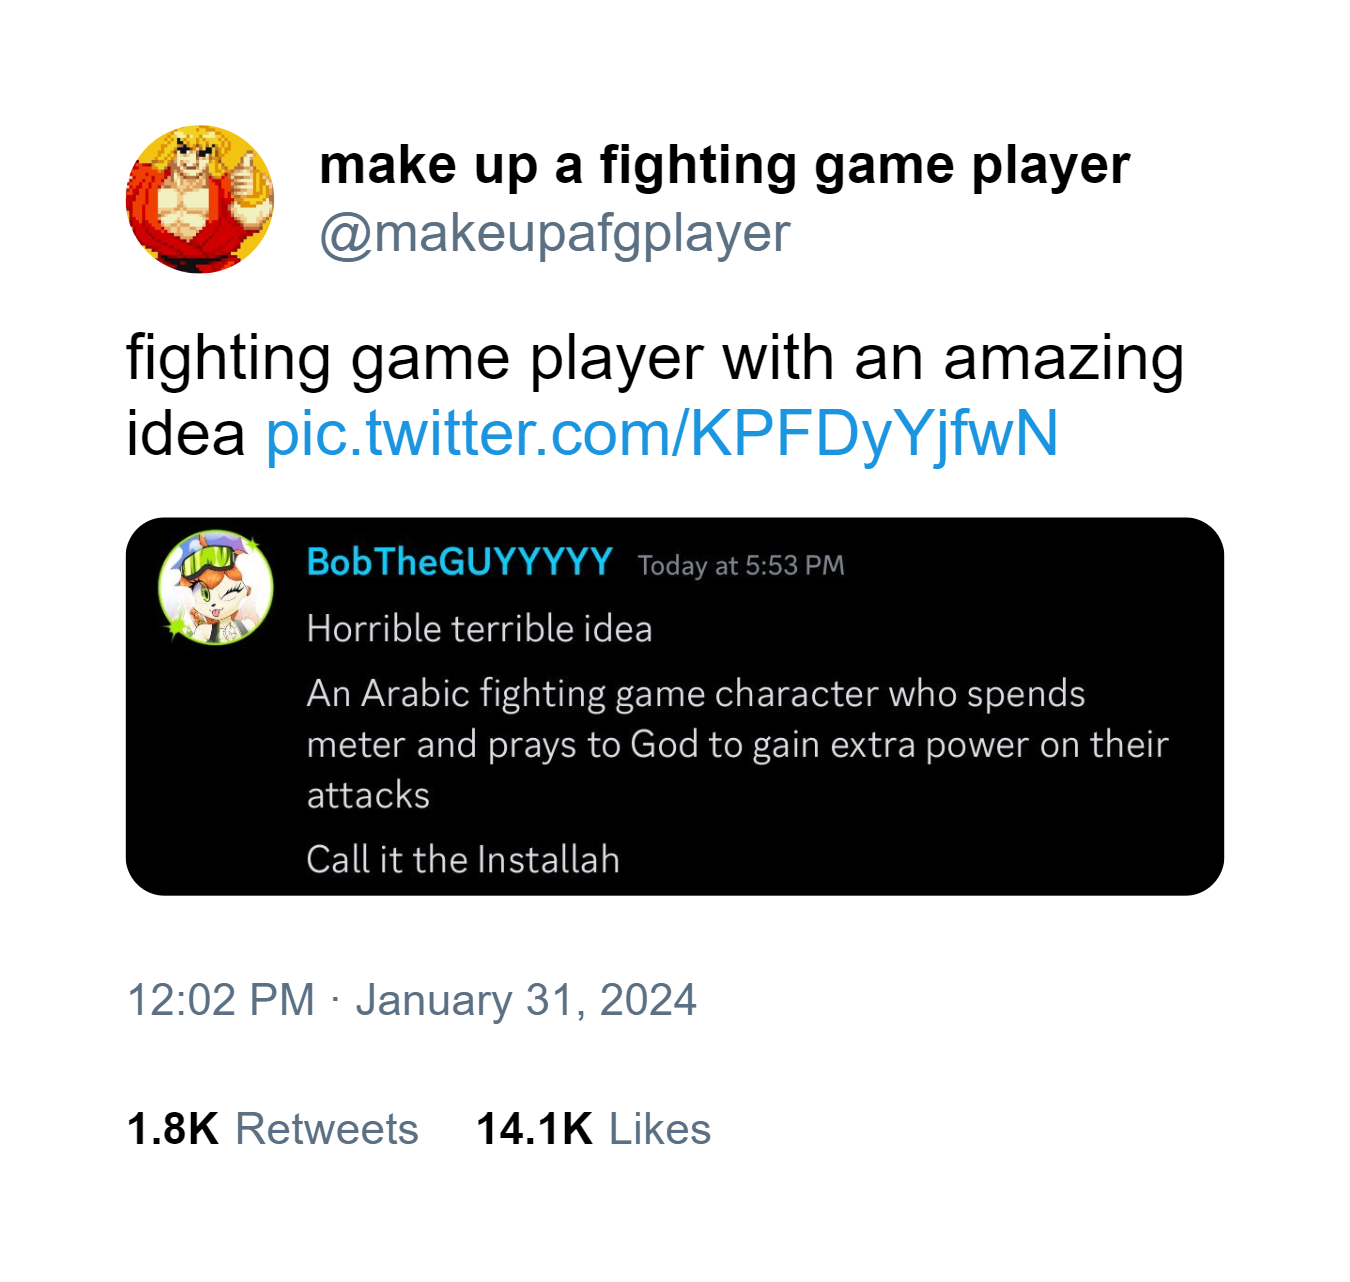 make up a fighting game player
@makeupafgplayer
fighting game player with an amazing
idea pic.twitter.com/KPFDyYjfwN
BobTheGUYYYYY Today at 5:53 PM
Horrible terrible idea
An Arabic fighting game character who spends
meter and prays to God to gain extra power on their
attacks
Call it the Installah
12:02 PM · January 31, 2024
1.8K Retweets 14.1K Likes